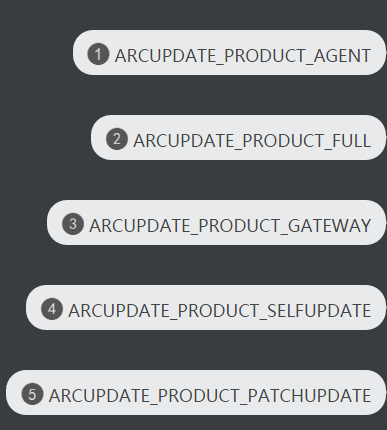 1 ARCUPDATE_PRODUCT_AGENT
2 ARCUPDATE_PRODUCT_FULL
3 ARCUPDATE_PRODUCT_GATEWAY
4 ARCUPDATE_PRODUCT_SELFUPDATE
5 ARCUPDATE_PRODUCT_PATCHUPDATE